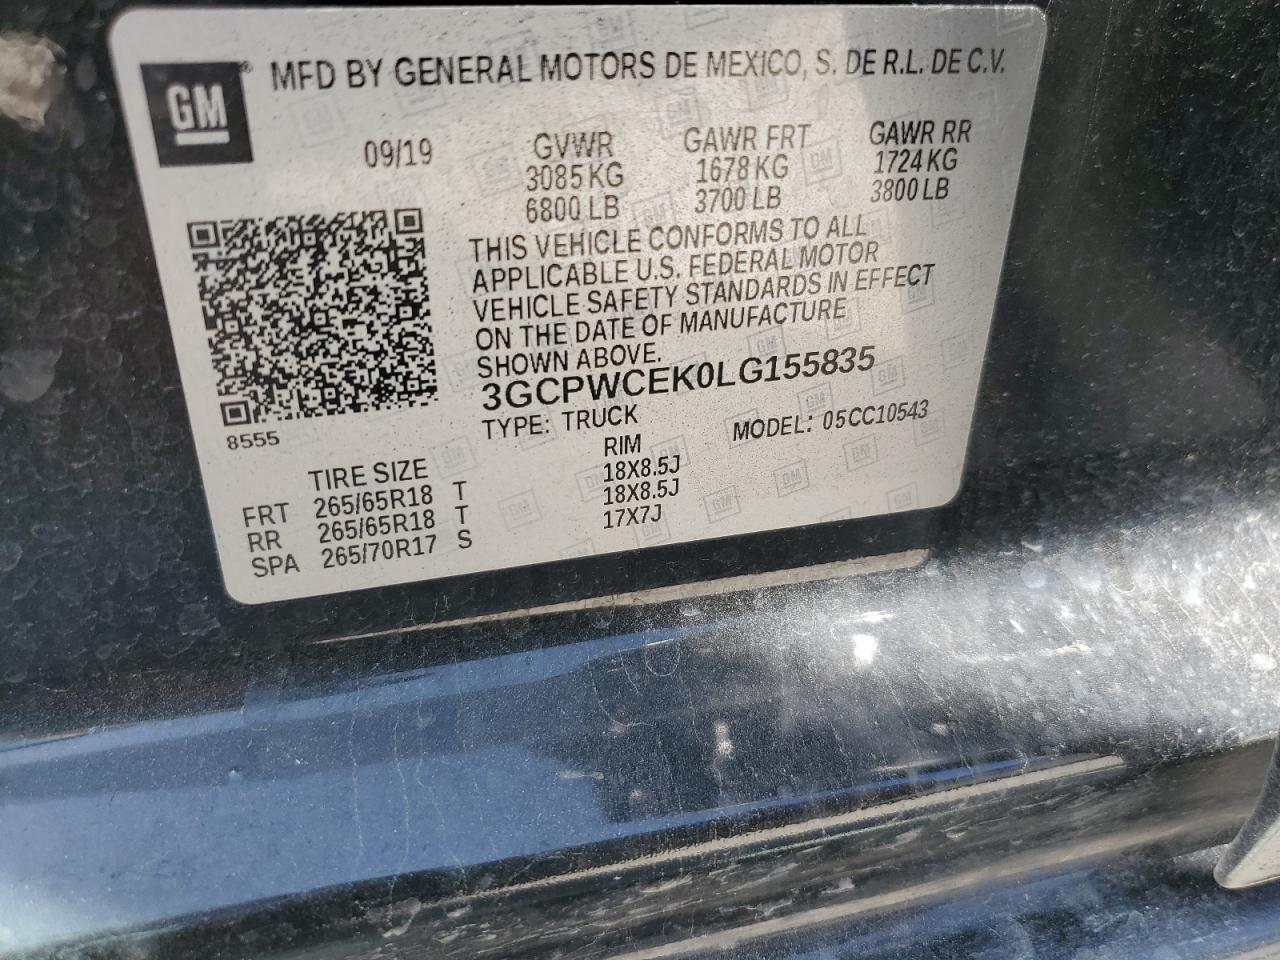 GM® MFD BY GENERAL MOTORS DE MEXICO, S. DE R.L. DE C.V.
09/19 GVWR GAWR FRT GAWR RR
3085 KG 1678 KG 1724 KG
6800 LB 3700 LB 3800 LB
THIS VEHICLE CONFORMS TO ALL
APPLICABLE U.S. FEDERAL MOTOR
VEHICLE SAFETY STANDARDS IN EFFECT
ON THE DATE OF MANUFACTURE
SHOWN ABOVE.
3GCPWCEK0LG155835
8555 TYPE: TRUCK MODEL: 05CC10543
TIRE SIZE RIM
FRT 265/65R18 T 18X8.5J
RR 265/65R18 T 18X8.5J
SPA 265/70R17 S 17X7J